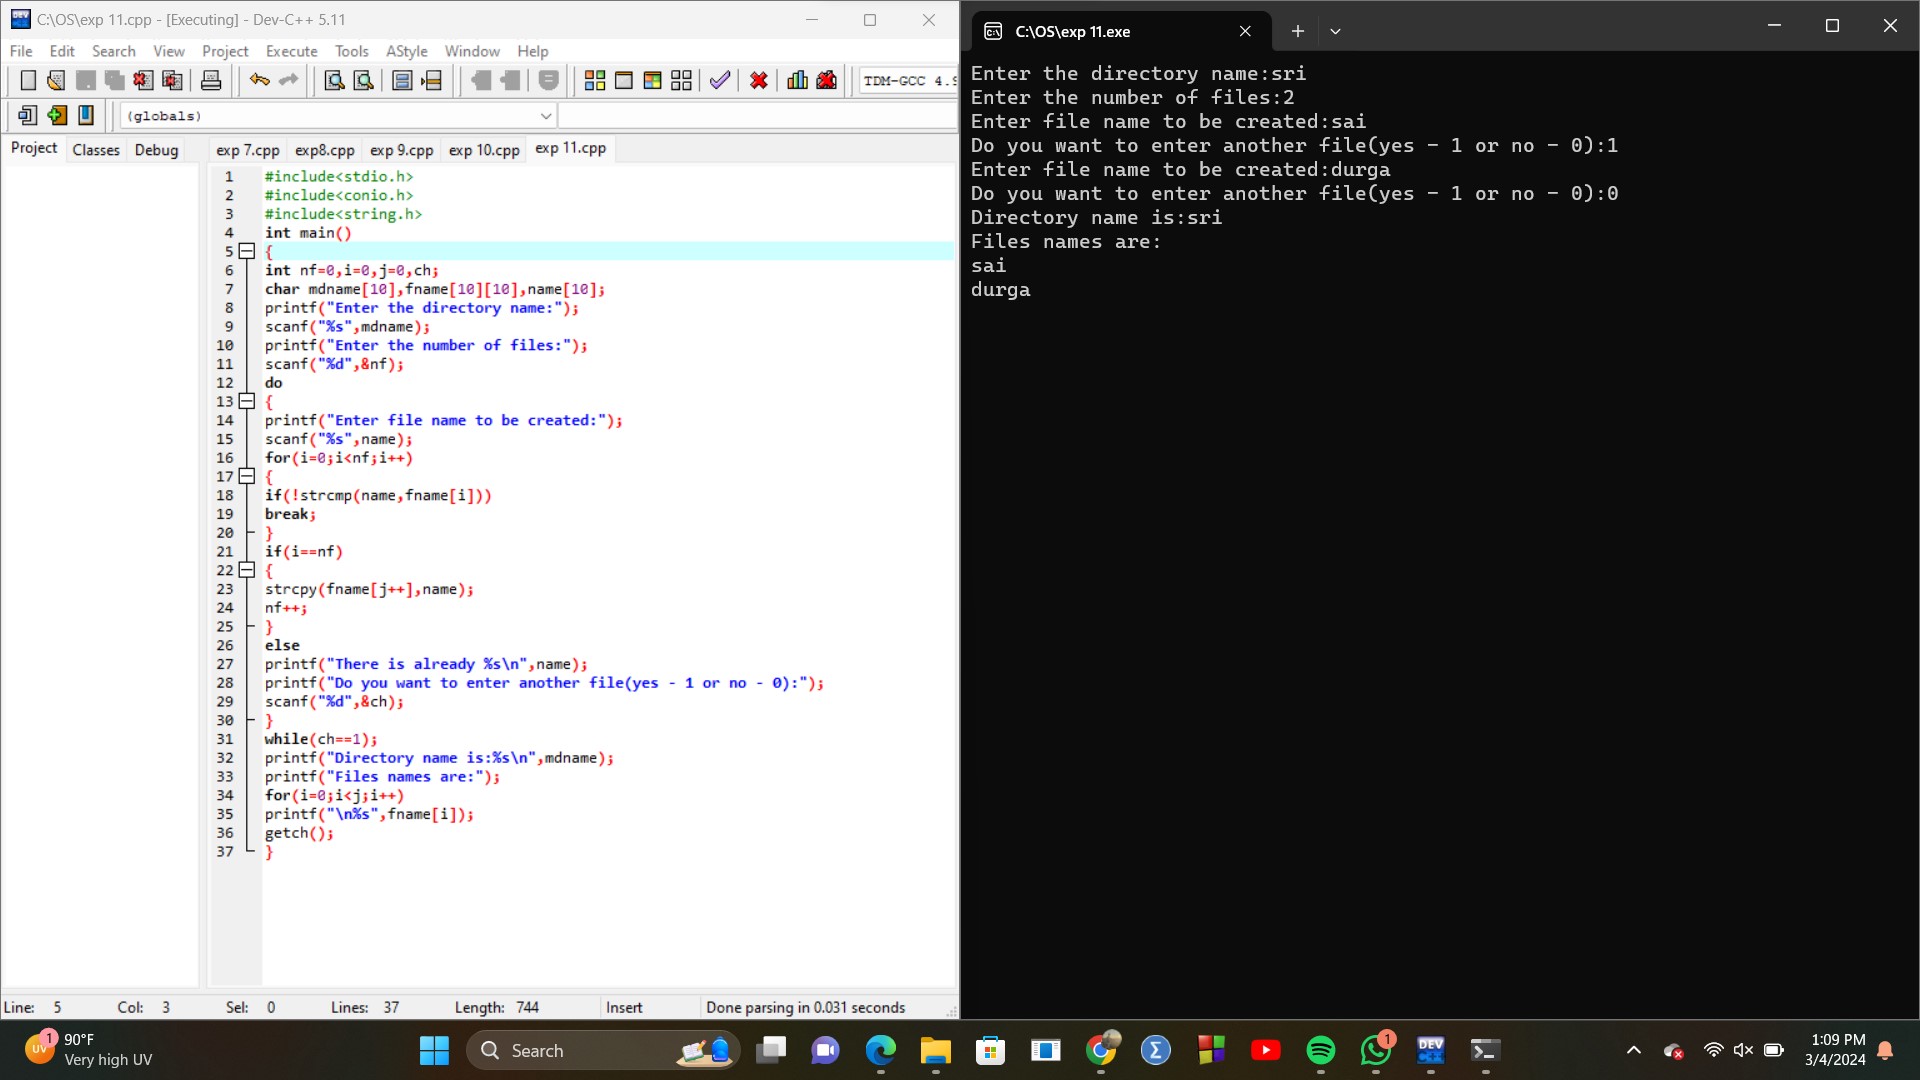 C:\OS\exp 11.cpp - [Executing] - Dev-C++ 5.11
File Edit Search View Project Execute Tools AStyle Window Help
(globals)
Project Classes Debug
exp 7.cpp exp8.cpp exp 9.cpp exp 10.cpp exp 11.cpp
1 #include<stdio.h>
2 #include<conio.h>
3 #include<string.h>
4 int main()
5 {
6 int nf=0,i=0,j=0,ch;
7 char mdname[10],fname[10][10],name[10];
8 printf("Enter the directory name:");
9 scanf("%s",mdname);
10 printf("Enter the number of files:");
11 scanf("%d",&nf);
12 do
13 {
14 printf("Enter file name to be created:");
15 scanf("%s",name);
16 for(i=0;i<nf;i++)
17 {
18 if(!strcmp(name,fname[i]))
19 break;
20 }
21 if(i==nf)
22 {
23 strcpy(fname[j++],name);
24 nf++;
25 }
26 else
27 printf("There is already %s\n",name);
28 printf("Do you want to enter another file(yes - 1 or no - 0):");
29 scanf("%d",&ch);
30 }
31 while(ch==1);
32 printf("Directory name is:%s\n",mdname);
33 printf("Files names are:");
34 for(i=0;i<j;i++)
35 printf("\n%s",fname[i]);
36 getch();
37 }
Line: 5 Col: 3 Sel: 0 Lines: 37 Length: 744 Insert Done parsing in 0.031 seconds
C:\OS\exp 11.exe
Enter the directory name:sri
Enter the number of files:2
Enter file name to be created:sai
Do you want to enter another file(yes - 1 or no - 0):1
Enter file name to be created:durga
Do you want to enter another file(yes - 1 or no - 0):0
Directory name is:sri
Files names are:
sai
durga
90°F
Very high UV
Search
1:09 PM
3/4/2024